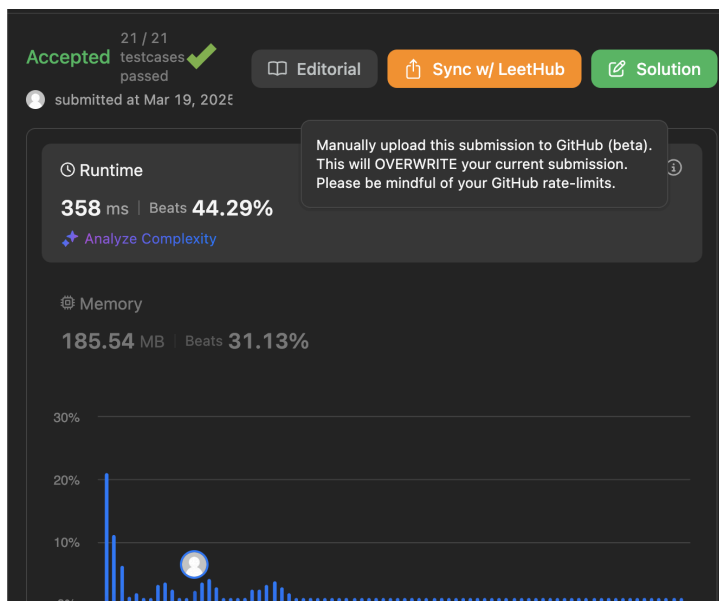 Accepted
21 / 21
testcases
passed
Editorial
Sync w/ LeetHub
Solution
submitted at Mar 19, 2025
Manually upload this submission to GitHub (beta).
This will OVERWRITE your current submission.
Please be mindful of your GitHub rate-limits.
Runtime
358 ms | Beats 44.29%
Analyze Complexity
Memory
185.54 MB | Beats 31.13%
30%
20%
10%